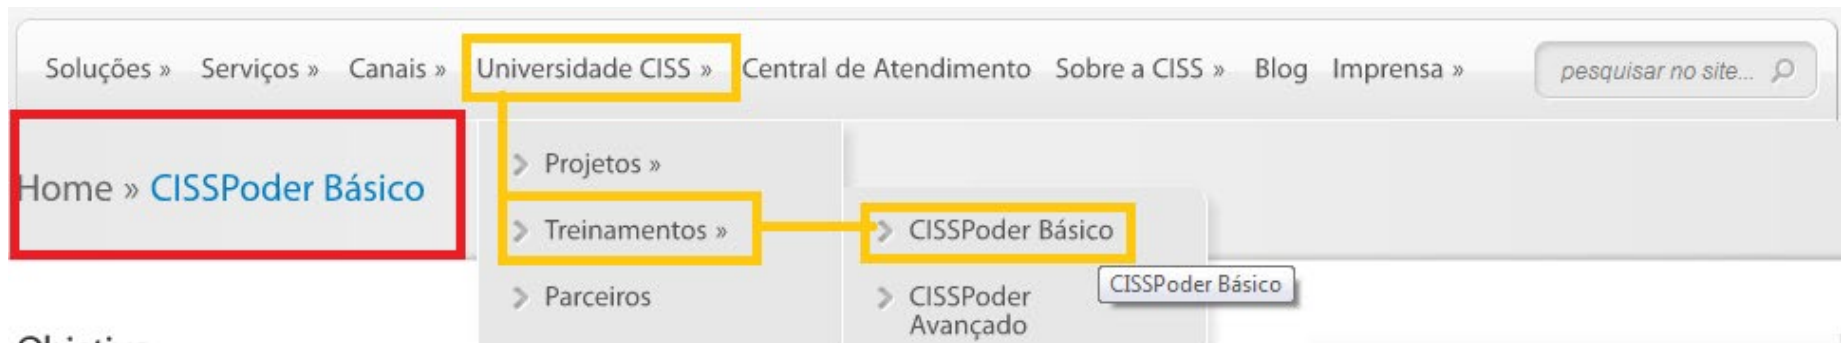 Soluções » Serviços » Canais » Universidade CISS » Central de Atendimento Sobre a CISS » Blog Imprensa » pesquisar no site...
Home » CISSPoder Básico
Projetos »
Treinamentos »
Parceiros
CISSPoder Básico
CISSPoder Básico
CISSPoder
Avançado